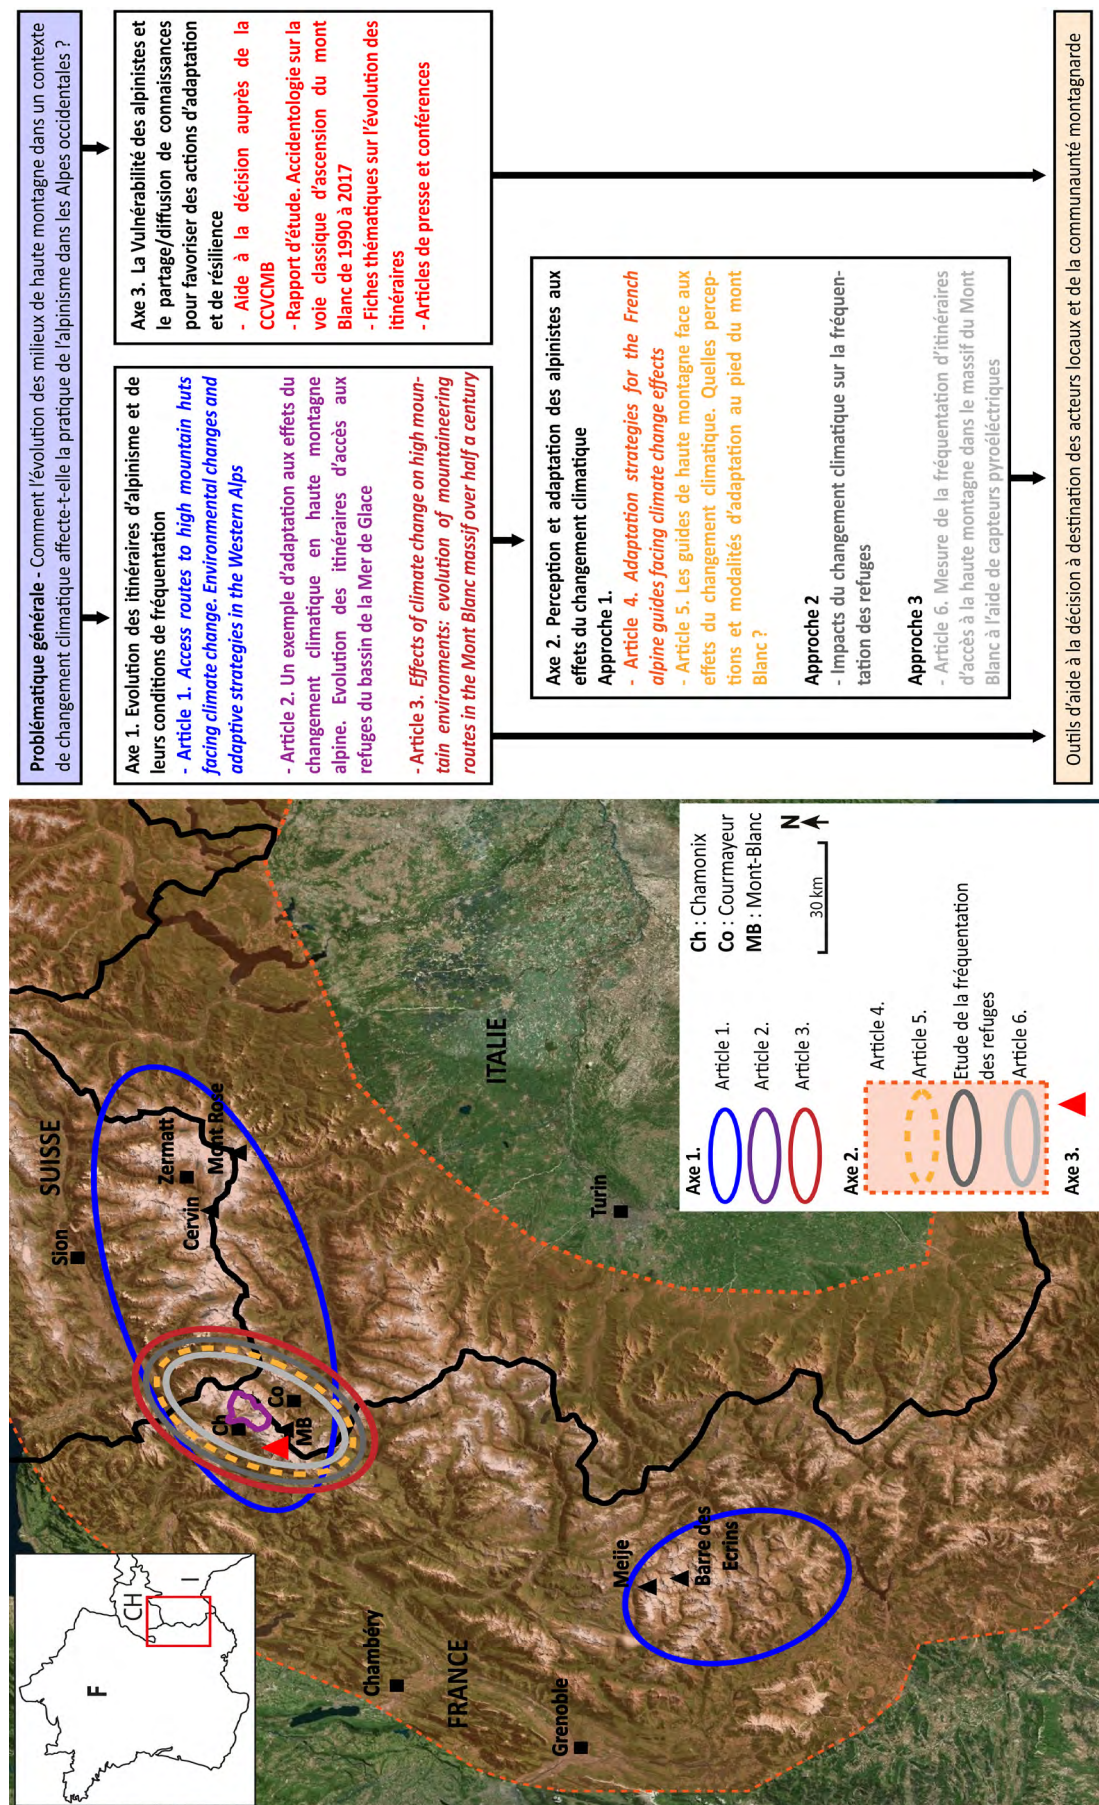 Problématique générale - Comment l'évolution des milieux de haute montagne dans un contexte
de changement climatique affecte-t-elle la pratique de l'alpinisme dans les Alpes occidentales ?
Axe 1. Evolution des itinéraires d'alpinisme et de
leurs conditions de fréquentation
- Article 1. Access routes to high mountain huts
facing climate change. Environmental changes and
adaptive strategies in the Western Alps
- Article 2. Un exemple d'adaptation aux effets du
changement climatique en haute montagne
alpine. Evolution des itinéraires d'accès aux
refuges du bassin de la Mer de Glace
- Article 3. Effects of climate change on high moun-
tain environments: evolution of mountaineering
routes in the Mont Blanc massif over half a century
Axe 3. La Vulnérabilité des alpinistes et
le partage/diffusion de connaissances
pour favoriser des actions d'adaptation
et de résilience
- Aide à la décision auprès de la
CCVCMB
- Rapport d'étude. Accidentologie sur la
voie classique d'ascension du mont
Blanc de 1990 à 2017
- Fiches thématiques sur l'évolution des
itinéraires
- Articles de presse et conférences
Axe 2. Perception et adaptation des alpinistes aux
effets du changement climatique
Approche 1.
- Article 4. Adaptation strategies for the French
alpine guides facing climate change effects
- Article 5. Les guides de haute montagne face aux
effets du changement climatique. Quelles percep-
tions et modalités d'adaptation au pied du mont
Blanc ?
Approche 2
- Impacts du changement climatique sur la fréquen-
tation des refuges
Approche 3
- Article 6. Mesure de la fréquentation d'itinéraires
d'accès à la haute montagne dans le massif du Mont
Blanc à l'aide de capteurs pyroélectriques
Outils d'aide à la décision à destination des acteurs locaux et de la communauté montagnarde
F
CH
I
SUISSE
Sion
Zermatt
Mont Rose
Cervin
Ch
Co
MB
ITALIE
Turin
Chambéry
FRANCE
Grenoble
Meije
Barre des
Ecrins
Axe 1.
Article 1.
Article 2.
Article 3.
Axe 2.
Article 4.
Article 5.
Etude de la fréquentation
des refuges
Article 6.
Axe 3.
Ch : Chamonix
Co : Courmayeur
MB : Mont-Blanc
30 km
N